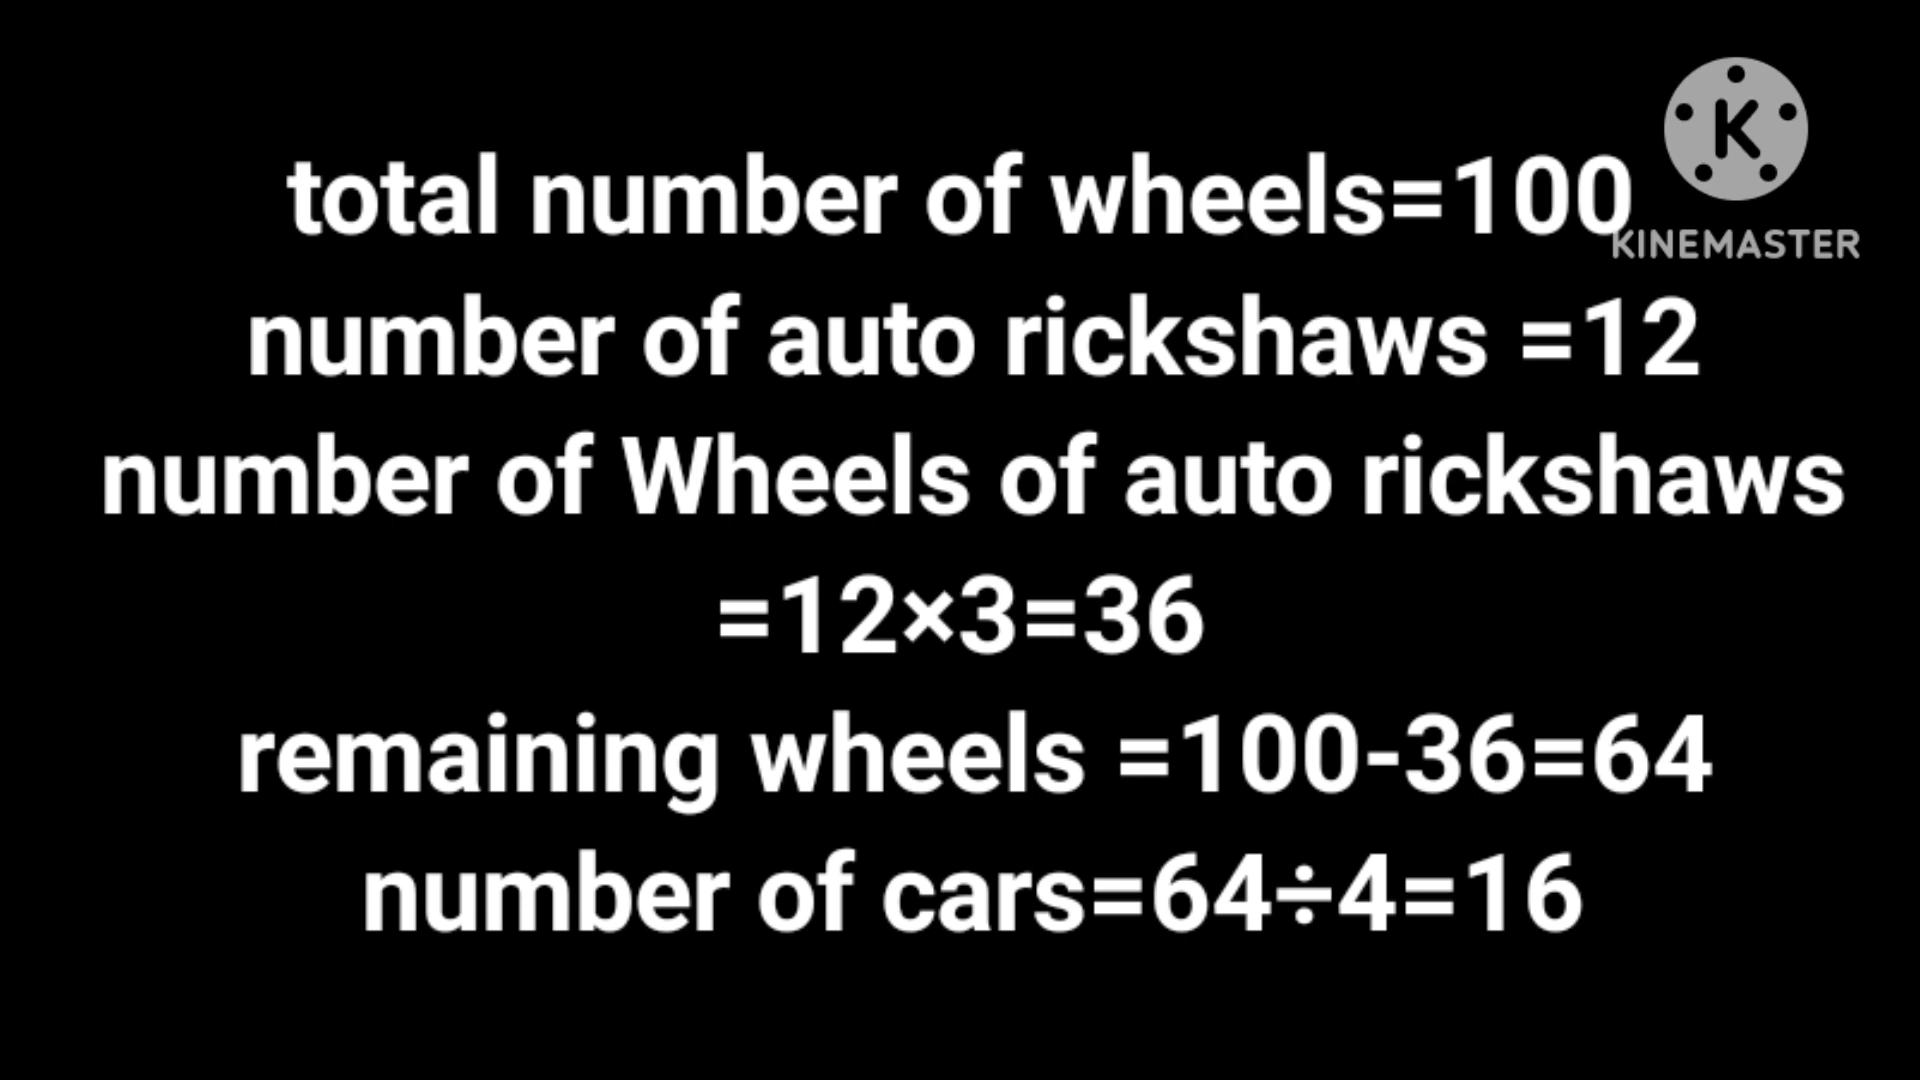 total number of wheels=100
K
KINEMASTER
number of auto rickshaws =12
number of Wheels of auto rickshaws
=12×3=36
remaining wheels =100-36=64
number of cars=64÷4=16